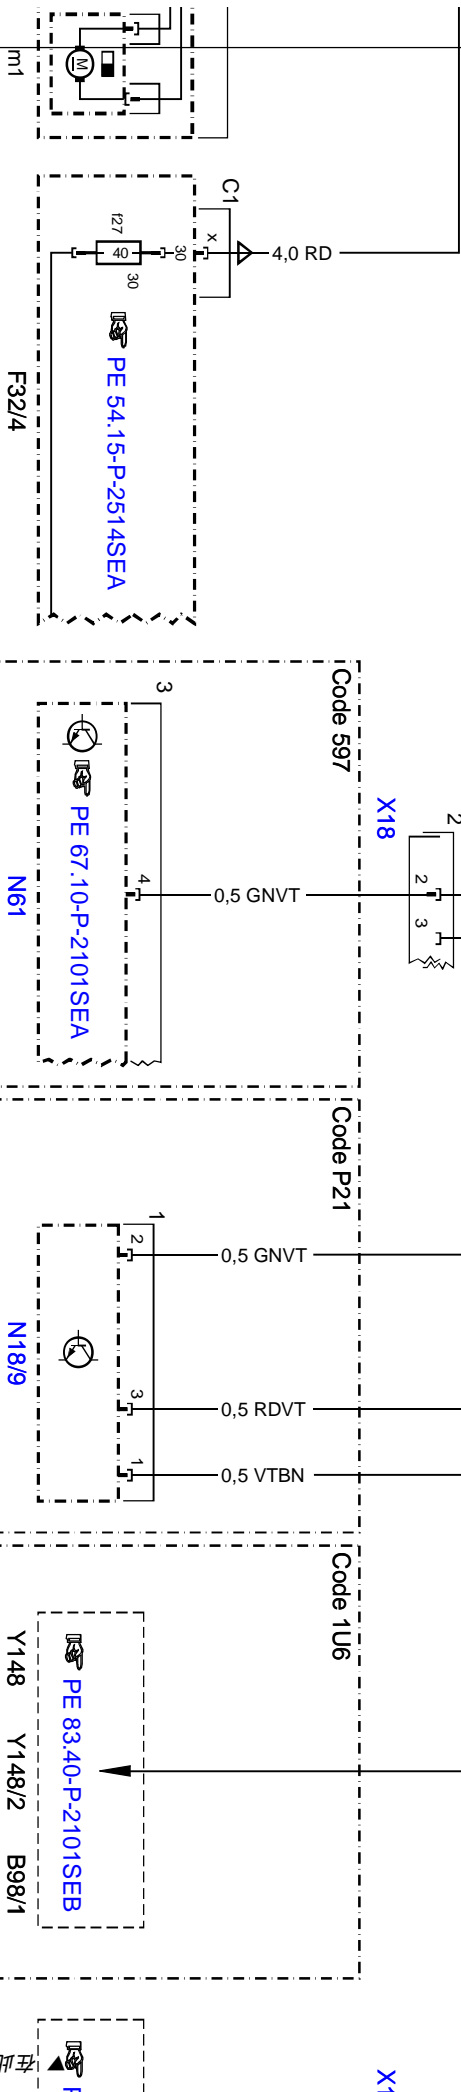 m1
M
C1
x
4,0 RD
30
f27
40
30
PE 54.15-P-2514SEA
F32/4
Code 597
3
X18
2
2
3
4
0,5 GNVT
PE 67.10-P-2101SEA
N61
Code P21
1
2
0,5 GNVT
3
0,5 RDVT
1
0,5 VTBN
N18/9
Code 1U6
PE 83.40-P-2101SEB
Y148 Y148/2 B98/1
在此